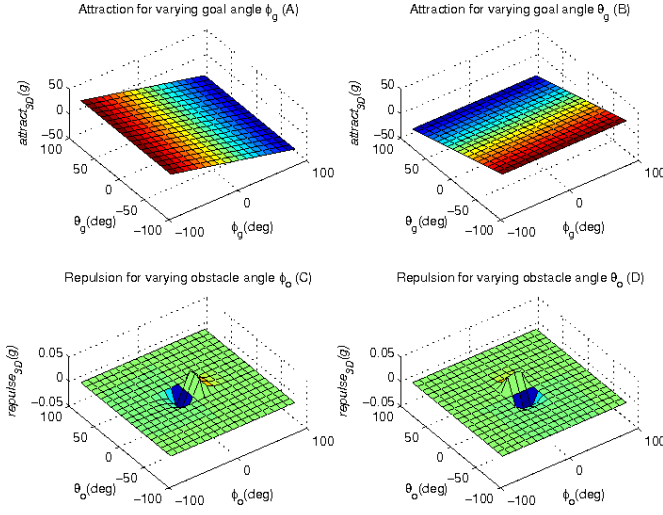 Attraction for varying goal angle ϕg (A)
Attraction for varying goal angle θg (B)
attract3D(g)
50
0
−50
100
50
0
−50
−100
θg(deg)
−100
0
100
ϕg(deg)
attract3D(g)
50
0
−50
100
50
0
−50
−100
θg(deg)
−100
0
100
ϕg(deg)
Repulsion for varying obstacle angle ϕo (C)
Repulsion for varying obstacle angle θo (D)
repulse3D(g)
0.05
0
−0.05
100
50
0
−50
−100
θo(deg)
−100
0
100
ϕo(deg)
repulse3D(g)
0.05
0
−0.05
100
50
0
−50
−100
θo(deg)
−100
0
100
ϕo(deg)